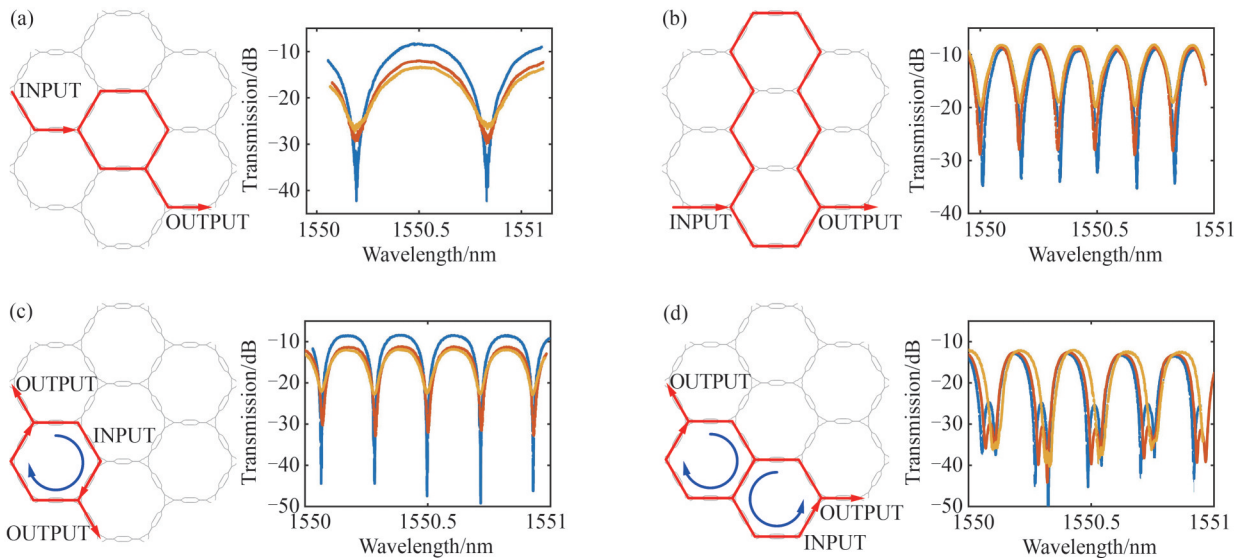 (a)
INPUT
OUTPUT
Transmission/dB
−10
−20
−30
−40
1550
1550.5
1551
Wavelength/nm
(b)
INPUT
OUTPUT
Transmission/dB
−10
−20
−30
−40
1550
1550.5
1551
Wavelength/nm
(c)
OUTPUT
INPUT
OUTPUT
Transmission/dB
−10
−20
−30
−40
−50
1550
1550.5
1551
Wavelength/nm
(d)
OUTPUT
OUTPUT
INPUT
Transmission/dB
−10
−20
−30
−40
−50
1550
1550.5
1551
Wavelength/nm